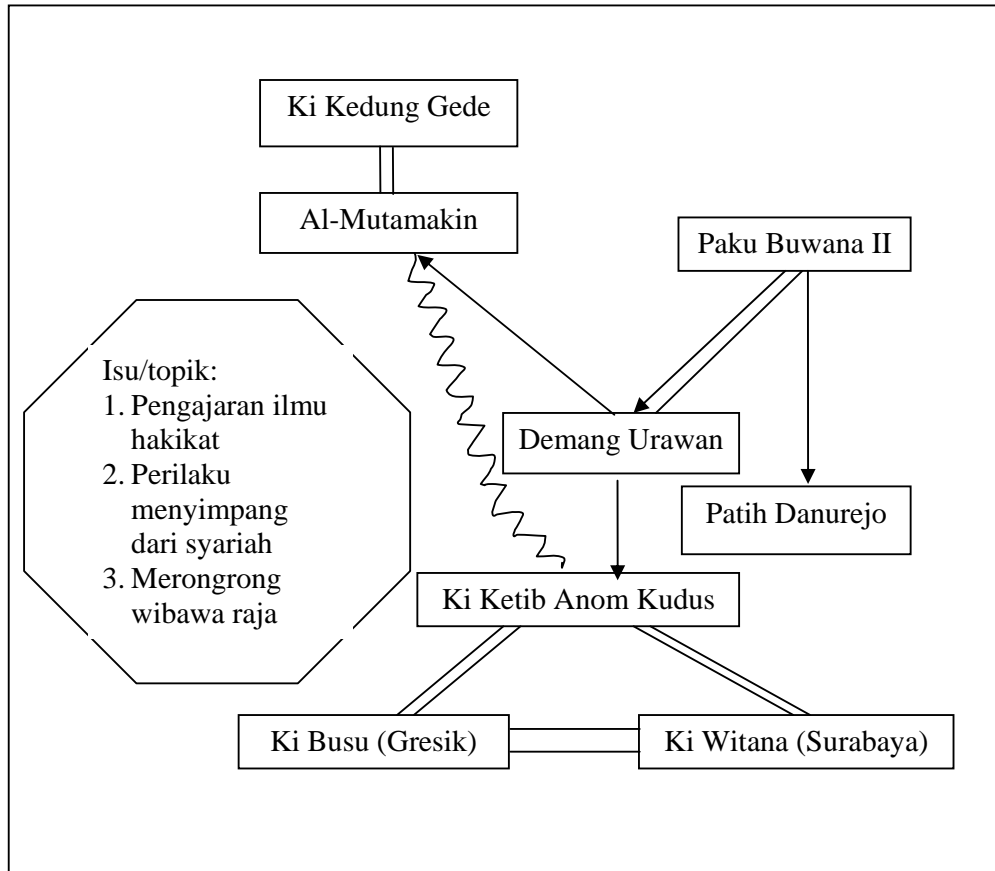 Ki Kedung Gede
Al-Mutamakin
Paku Buwana II
Isu/topik:
1. Pengajaran ilmu
hakikat
2. Perilaku
menyimpang
dari syariah
3. Merongrong
wibawa raja
Demang Urawan
Patih Danurejo
Ki Ketib Anom Kudus
Ki Busu (Gresik)
Ki Witana (Surabaya)